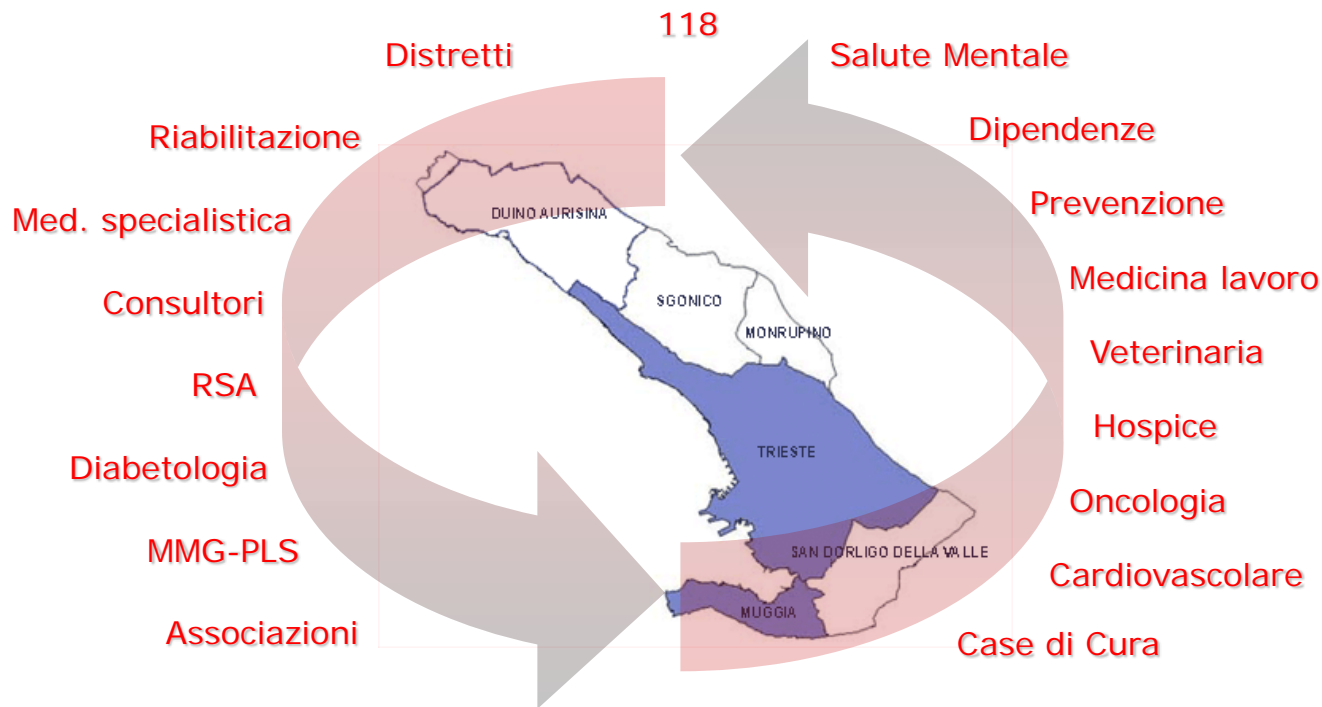 118
Distretti
Salute Mentale
Riabilitazione
Dipendenze
Med. specialistica
Prevenzione
DUINO AURISINA
Consultori
Medicina lavoro
SGONICO
MONRUPINO
RSA
Veterinaria
Hospice
TRIESTE
Diabetologia
Oncologia
MMG-PLS
SAN DORLIGO DELLA VALLE
Cardiovascolare
MUGGIA
Associazioni
Case di Cura